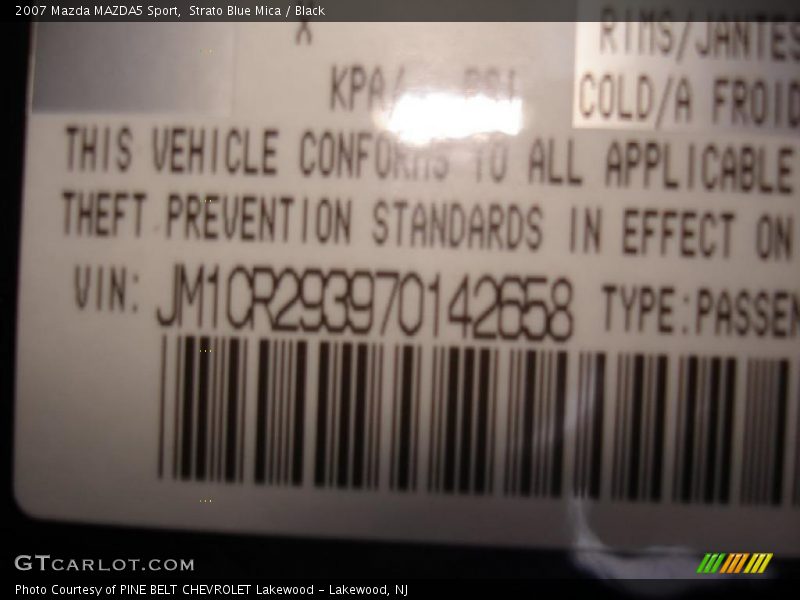 2007 Mazda MAZDA5 Sport,  Strato Blue Mica / Black
X
RIMS/JANTES
KPA/ PSI
COLD/A FROID
THIS VEHICLE CONFORMS TO ALL APPLICABLE
THEFT PREVENTION STANDARDS IN EFFECT ON
VIN: JM1CR293970142658 TYPE:PASSEN
GTCARLOT.COM
Photo Courtesy of PINE BELT CHEVROLET Lakewood - Lakewood, NJ